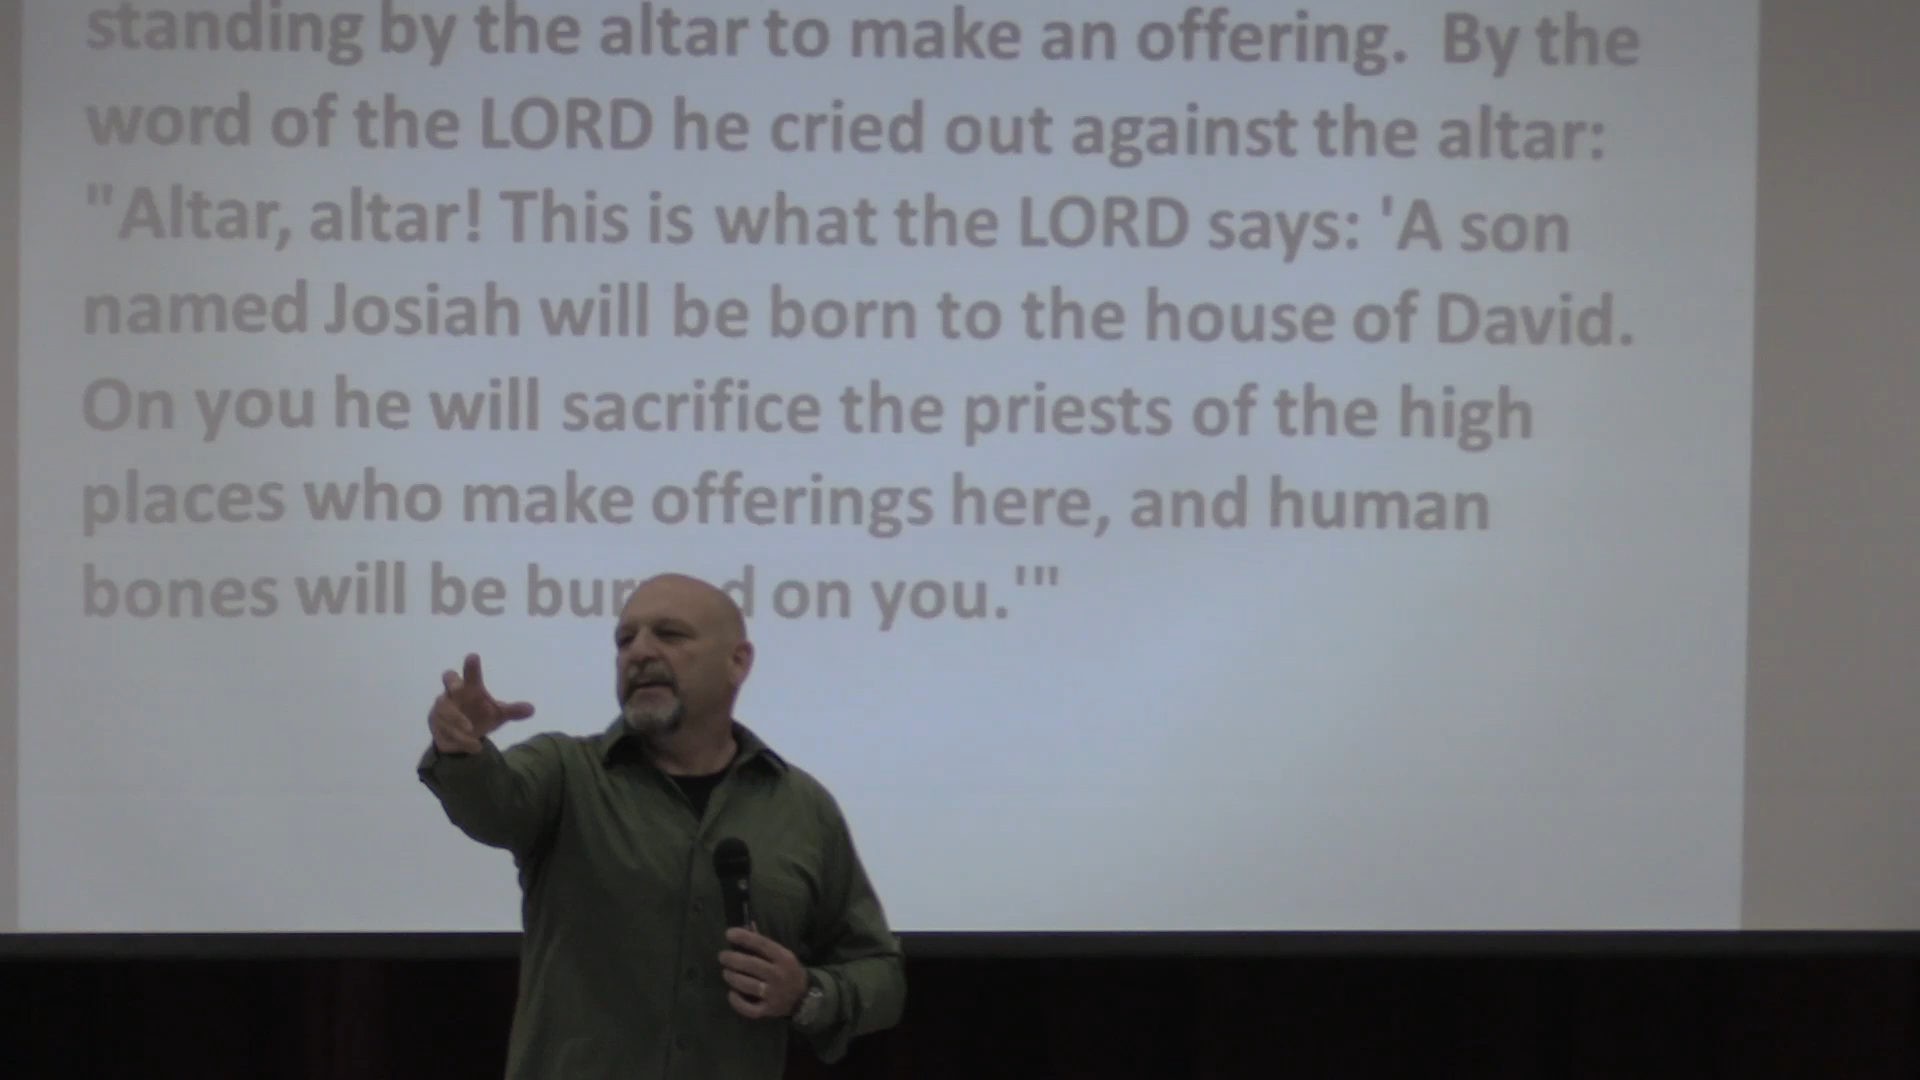 standing by the altar to make an offering. By the
word of the LORD he cried out against the altar:
"Altar, altar! This is what the LORD says: 'A son
named Josiah will be born to the house of David.
On you he will sacrifice the priests of the high
places who make offerings here, and human
bones will be on you.'"